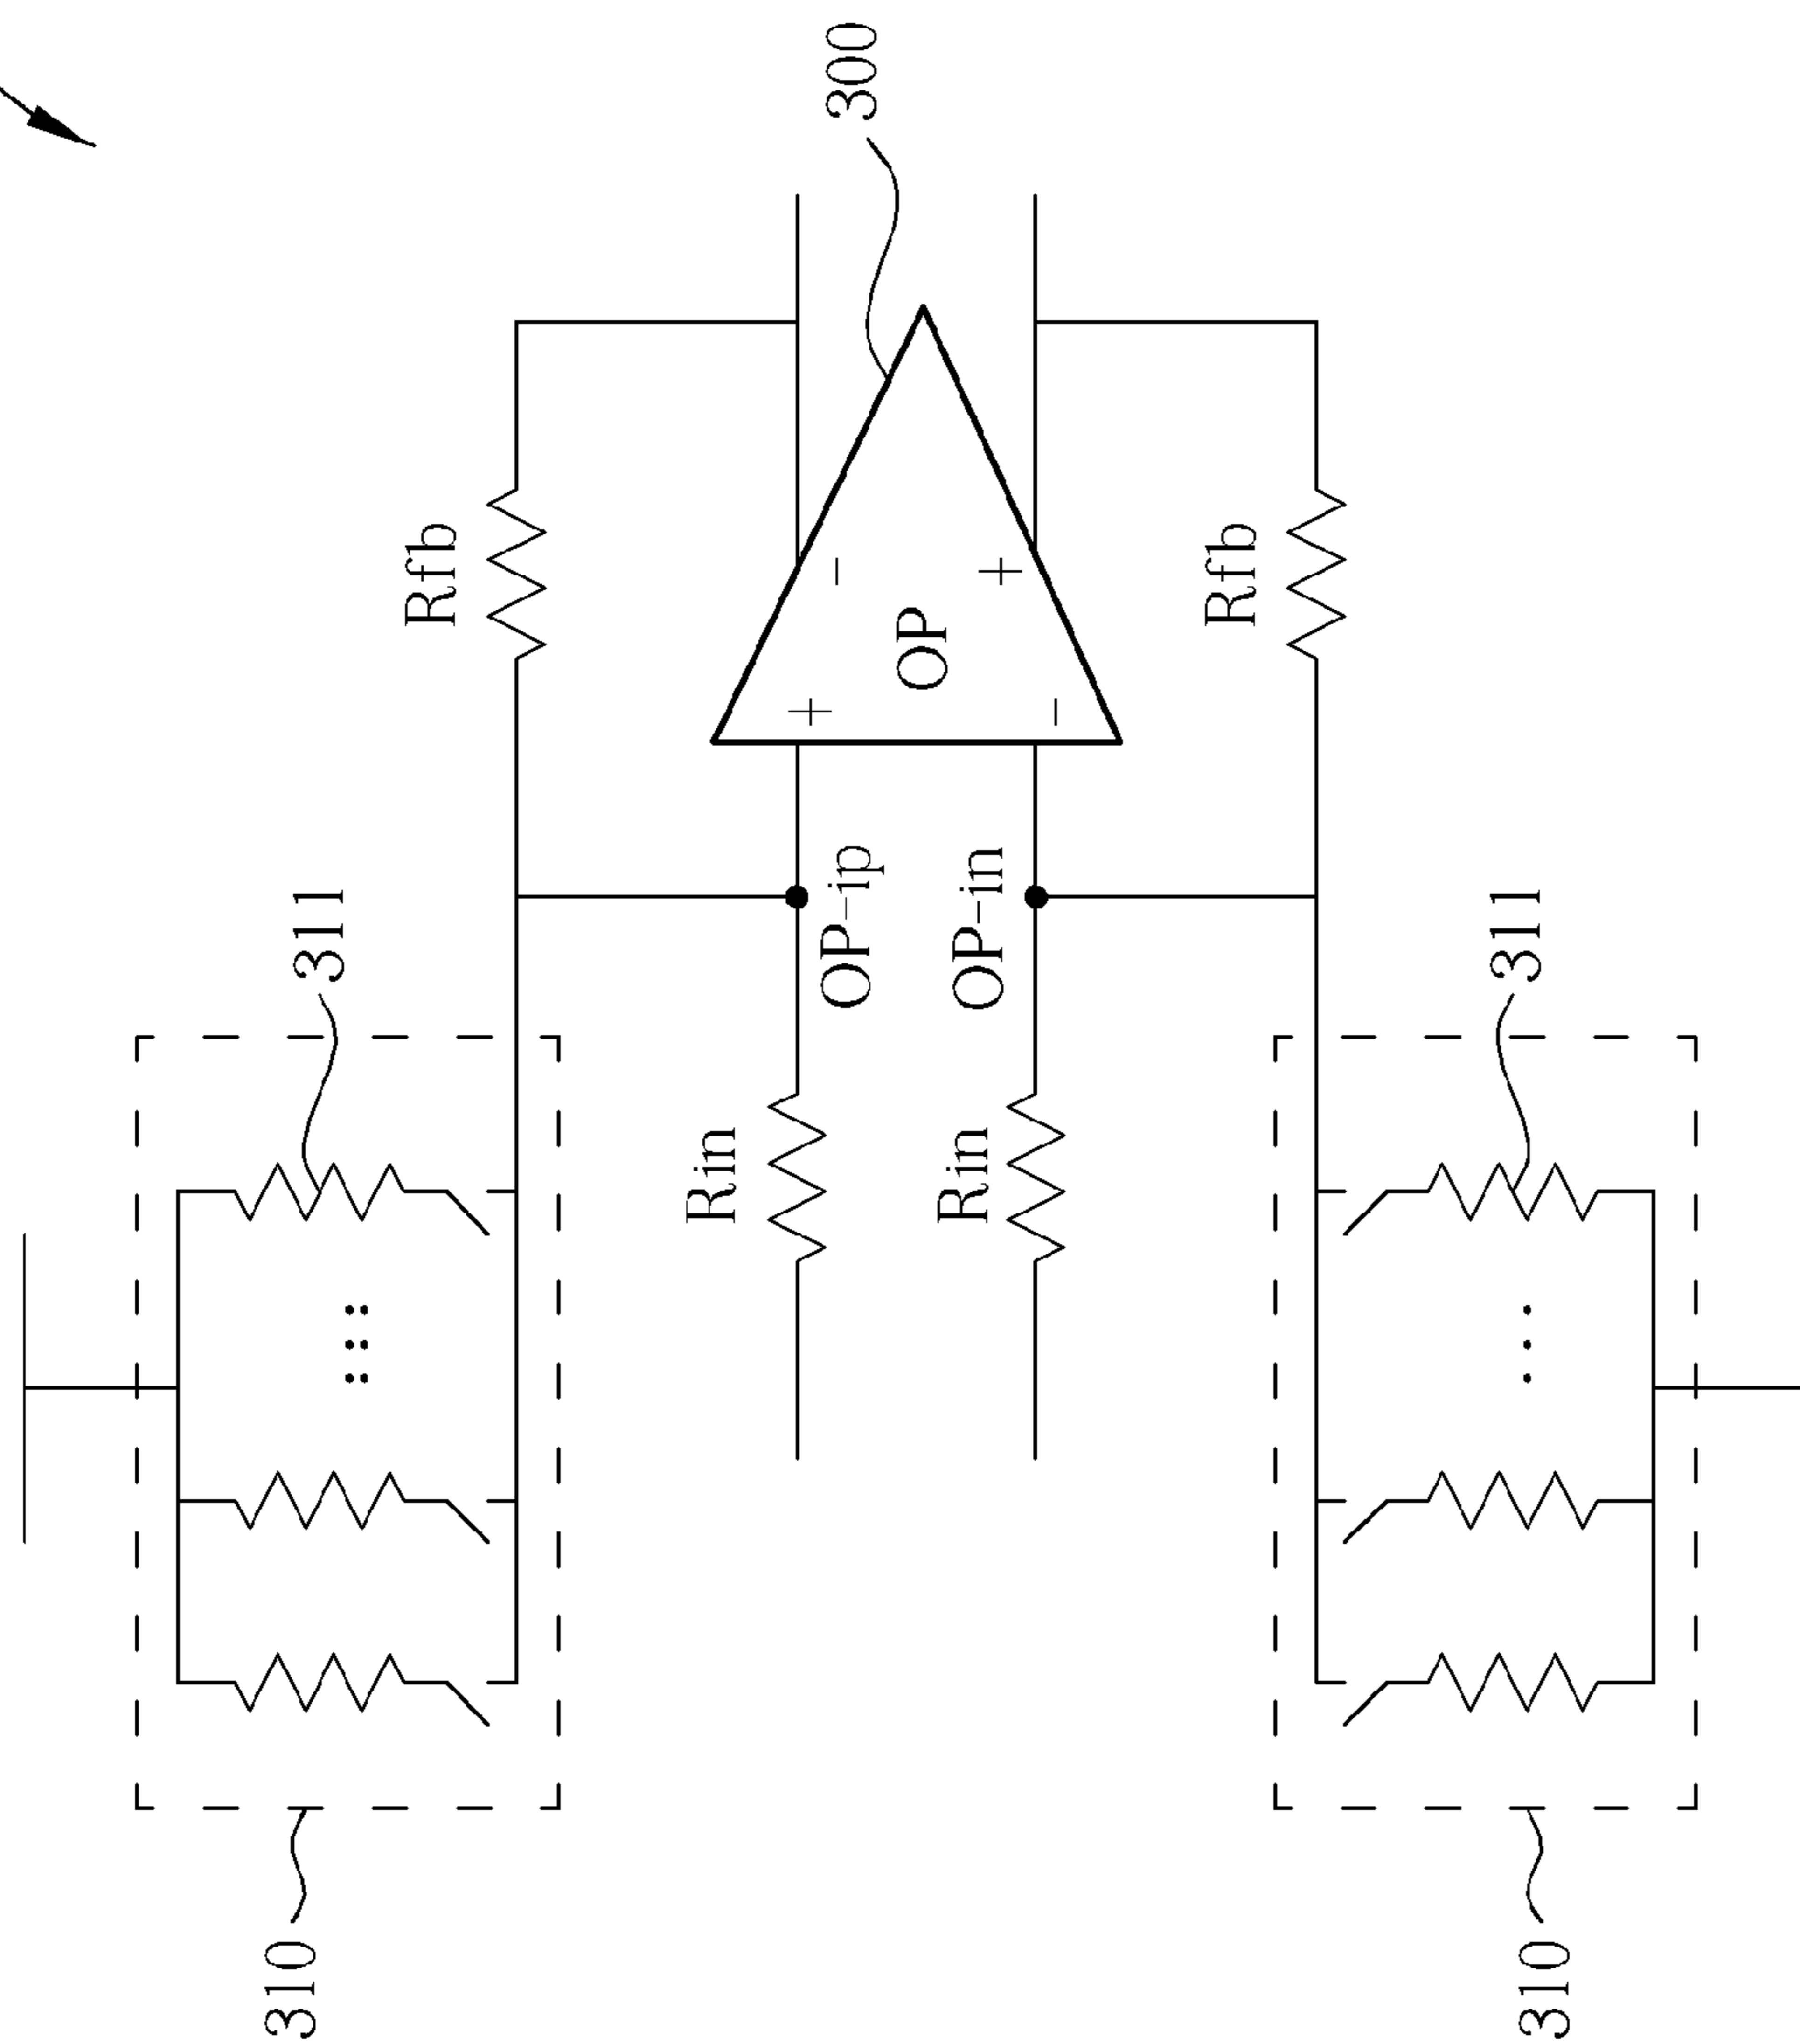 310
311
Rfb
Rin
OP-ip
+
−
OP
300
OP-in
Rin
−
+
Rfb
311
310